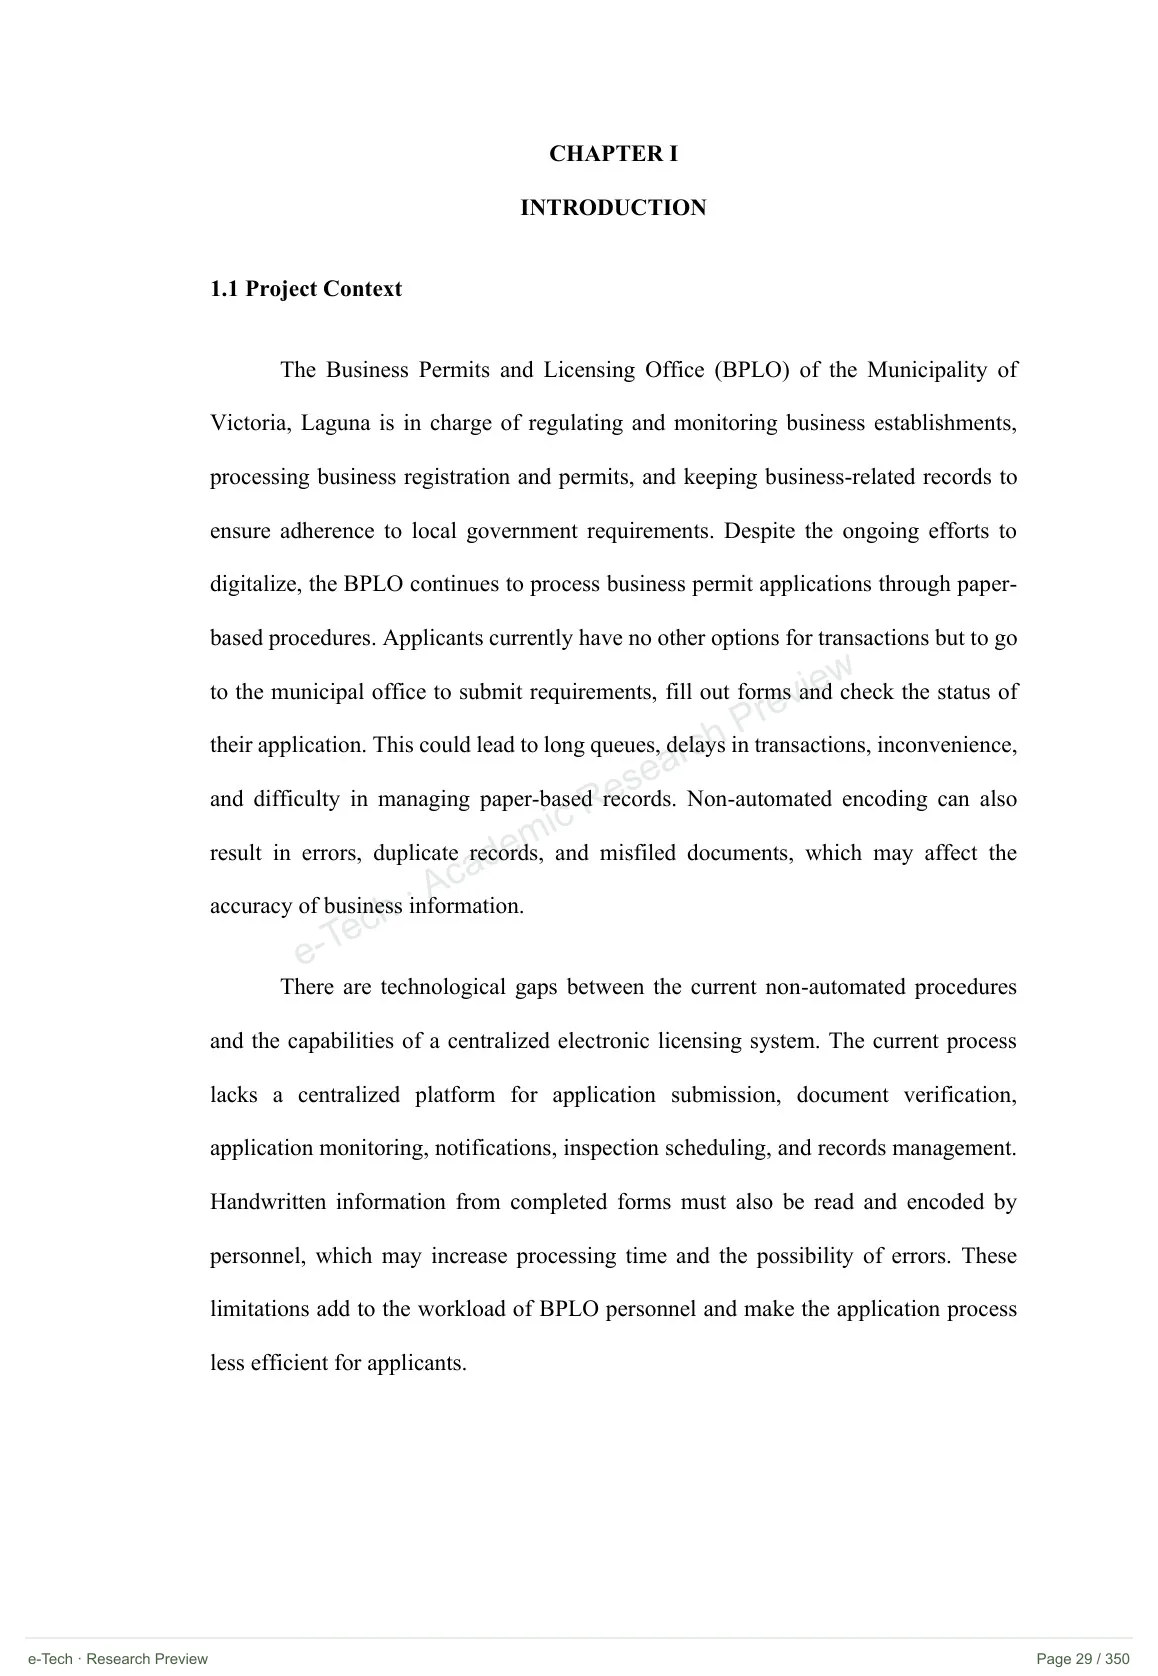 CHAPTER I
INTRODUCTION
1.1 Project Context
The Business Permits and Licensing Office (BPLO) of the Municipality of
Victoria, Laguna is in charge of regulating and monitoring business establishments,
processing business registration and permits, and keeping business-related records to
ensure adherence to local government requirements. Despite the ongoing efforts to
digitalize, the BPLO continues to process business permit applications through paper-
based procedures. Applicants currently have no other options for transactions but to go
to the municipal office to submit requirements, fill out forms and check the status of
their application. This could lead to long queues, delays in transactions, inconvenience,
and difficulty in managing paper-based records. Non-automated encoding can also
result in errors, duplicate records, and misfiled documents, which may affect the
accuracy of business information.
There are technological gaps between the current non-automated procedures
and the capabilities of a centralized electronic licensing system. The current process
lacks a centralized platform for application submission, document verification,
application monitoring, notifications, inspection scheduling, and records management.
Handwritten information from completed forms must also be read and encoded by
personnel, which may increase processing time and the possibility of errors. These
limitations add to the workload of BPLO personnel and make the application process
less efficient for applicants.
e-Tech · Academic Research Preview
e-Tech · Research Preview
Page 29 / 350